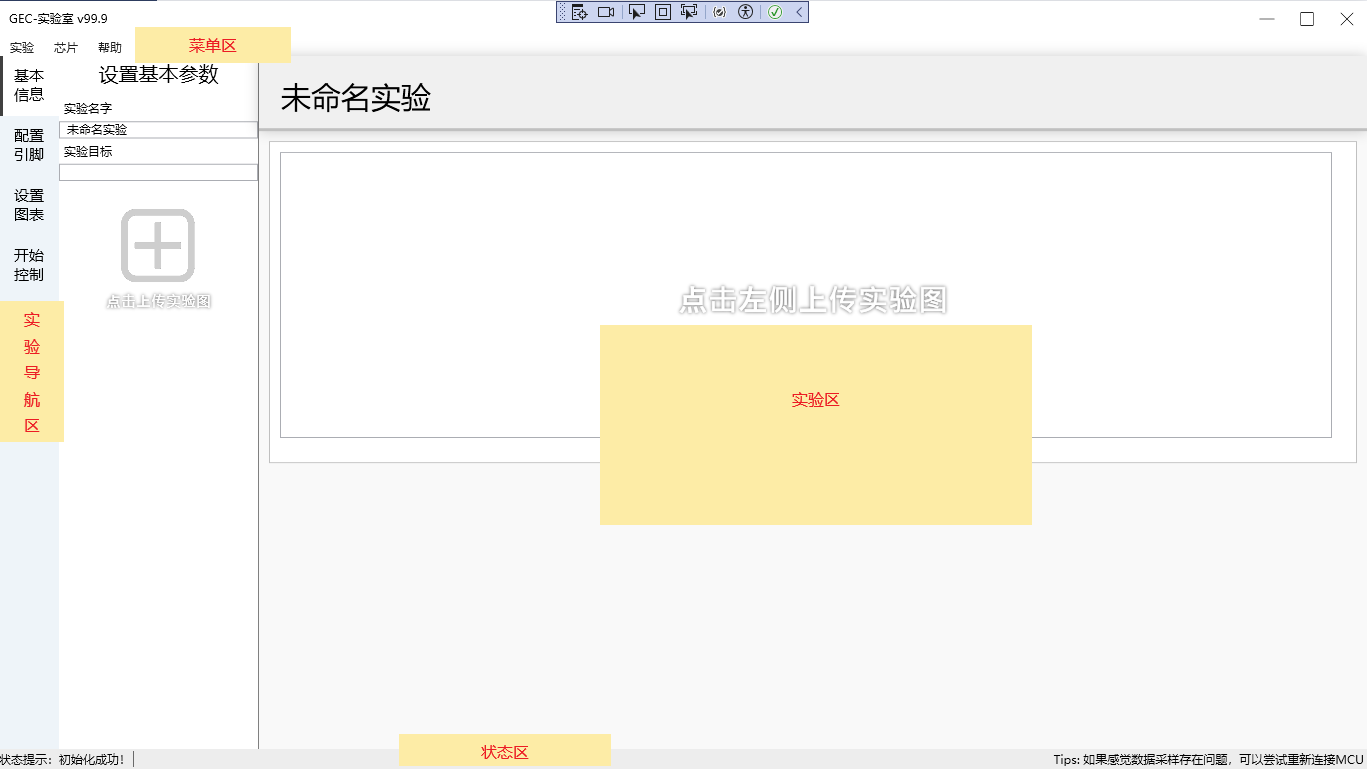 GEC-实验室 v99.9
实验 芯片 帮助
菜单区
基本
信息
配置
引脚
设置
图表
开始
控制
实
验
导
航
区
设置基本参数
实验名字
未命名实验
实验目标
点击上传实验图
未命名实验
点击左侧上传实验图
实验区
状态区
状态提示：初始化成功！
Tips: 如果感觉数据采样存在问题，可以尝试重新连接MCU